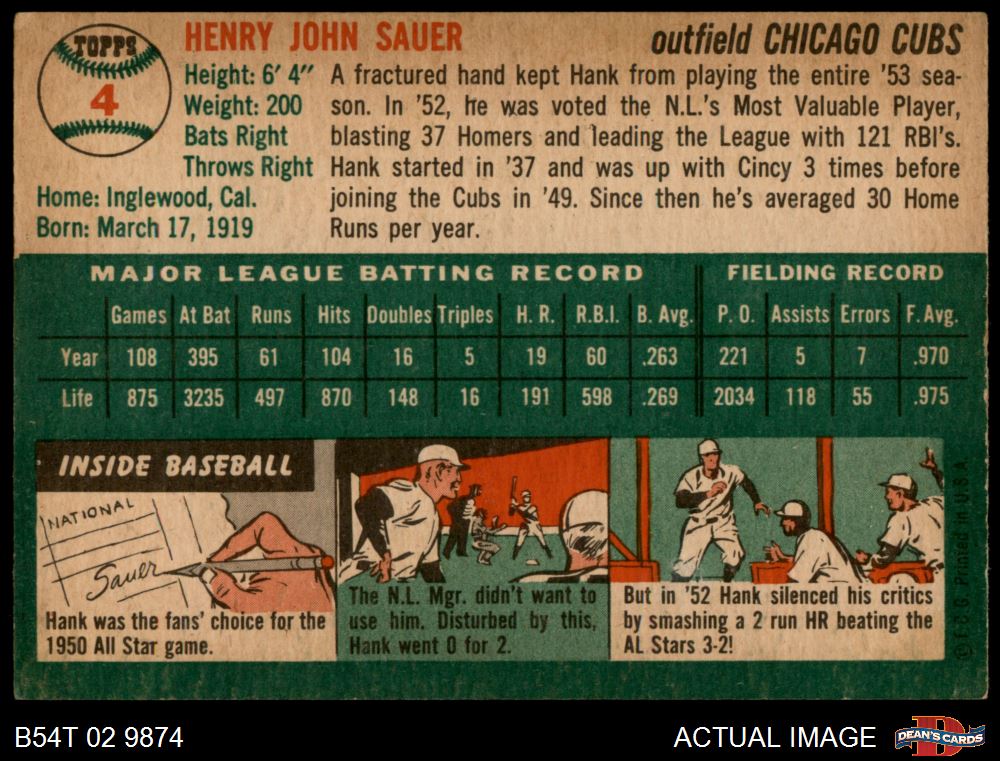 TOPPS
4
HENRY JOHN SAUER
outfield CHICAGO CUBS
Height: 6' 4"
Weight: 200
Bats Right
Throws Right
Home: Inglewood, Cal.
Born: March 17, 1919
A fractured hand kept Hank from playing the entire '53 sea-
son. In '52, he was voted the N.L.'s Most Valuable Player,
blasting 37 Homers and leading the League with 121 RBI's.
Hank started in '37 and was up with Cincy 3 times before
joining the Cubs in '49. Since then he's averaged 30 Home
Runs per year.
MAJOR LEAGUE BATTING RECORD FIELDING RECORD
Games At Bat Runs Hits Doubles Triples H. R. R.B.I. B. Avg. P. O. Assists Errors F. Avg.
Year 108 395 61 104 16 5 19 60 .263 221 5 7 .970
Life 875 3235 497 870 148 16 191 598 .269 2034 118 55 .975
INSIDE BASEBALL
NATIONAL
Sauer
Hank was the fans' choice for the
1950 All Star game.
The N.L. Mgr. didn't want to
use him. Disturbed by this,
Hank went 0 for 2.
But in '52 Hank silenced his critics
by smashing a 2 run HR beating the
AL Stars 3-2!
© T.C.G. Printed in U.S.A.
B54T 02 9874
ACTUAL IMAGE
DEAN'S CARDS